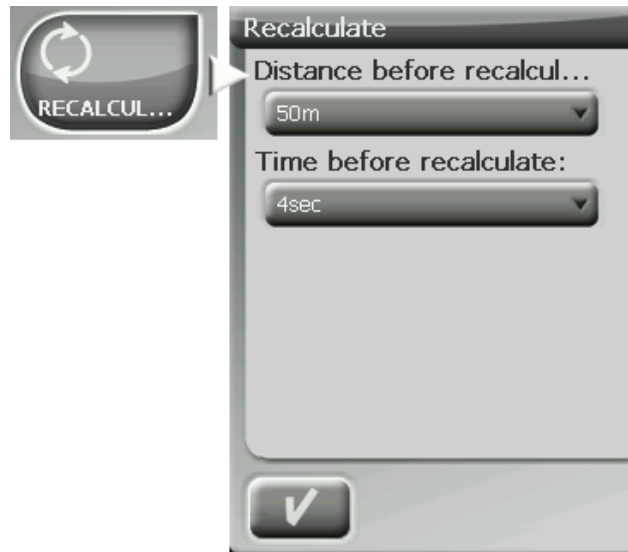 RECALCUL...
Recalculate
Distance before recalcul...
50m
Time before recalculate:
4sec